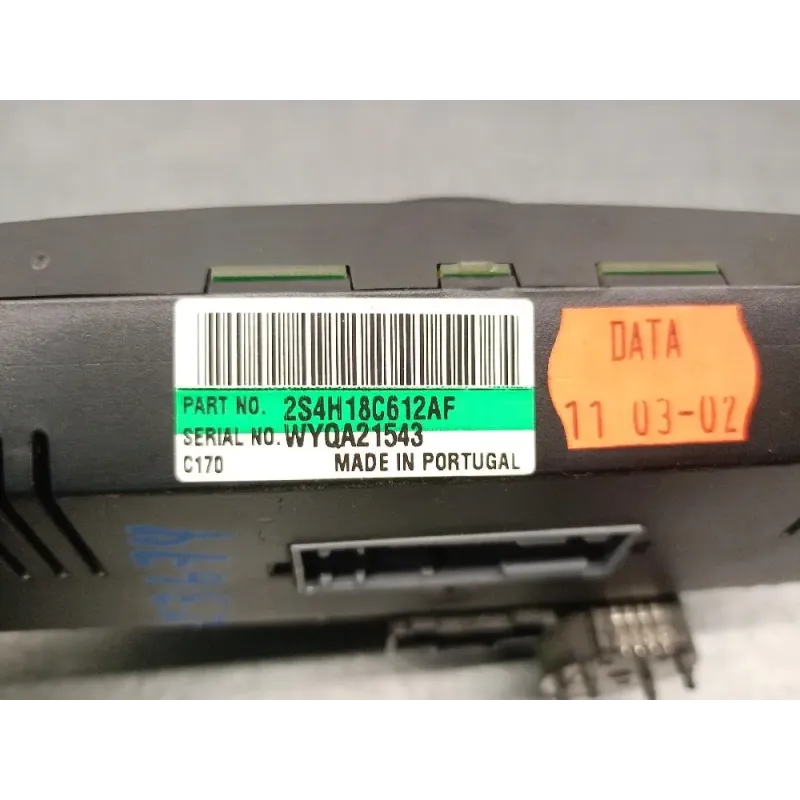 PART NO. 2S4H18C612AF
SERIAL NO. WYQA21543
C170 MADE IN PORTUGAL
DATA
11 03-02